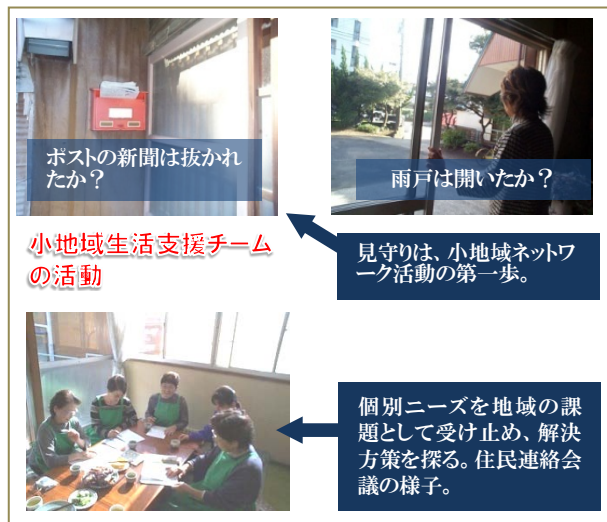 ポストの新聞は抜かれ
たか？
雨戸は開いたか？
小地域生活支援チーム
の活動
見守りは、小地域ネットワ
ーク活動の第一歩。
個別ニーズを地域の課
題として受け止め、解決
方策を探る。住民連絡会
議の様子。